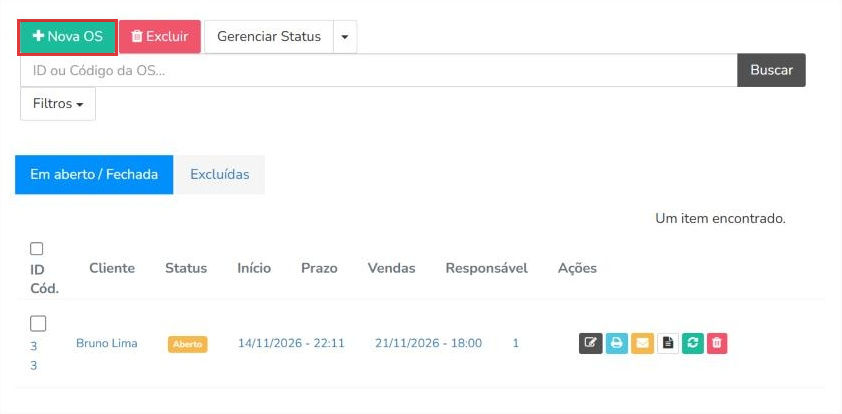 Nova OS Excluir Gerenciar Status
ID ou Código da OS... Buscar
Filtros
Em aberto / Fechada Excluídas
Um item encontrado.
ID
Cód. Cliente Status Início Prazo Vendas Responsável Ações
3
3 Bruno Lima Aberto 14/11/2026 - 22:11 21/11/2026 - 18:00 1